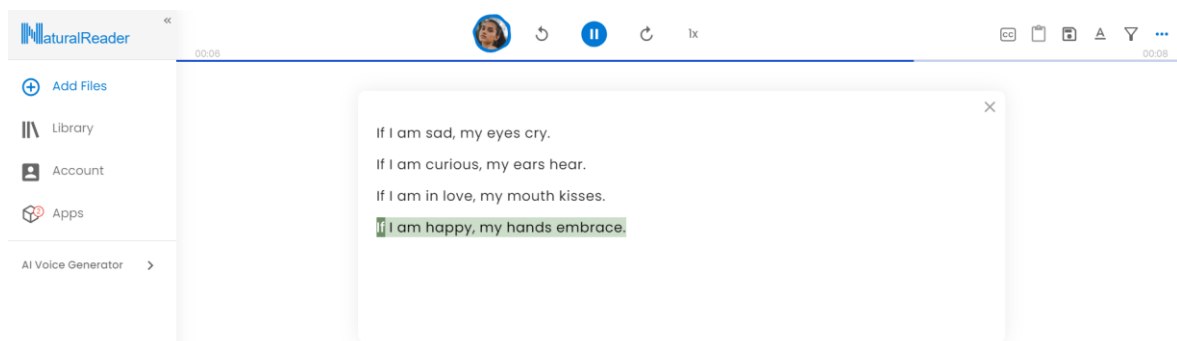 NaturalReader
«
00:06
1x
CC
A
00:08
Add Files
Library
Account
2
Apps
AI Voice Generator
If I am sad, my eyes cry.
If I am curious, my ears hear.
If I am in love, my mouth kisses.
If I am happy, my hands embrace.